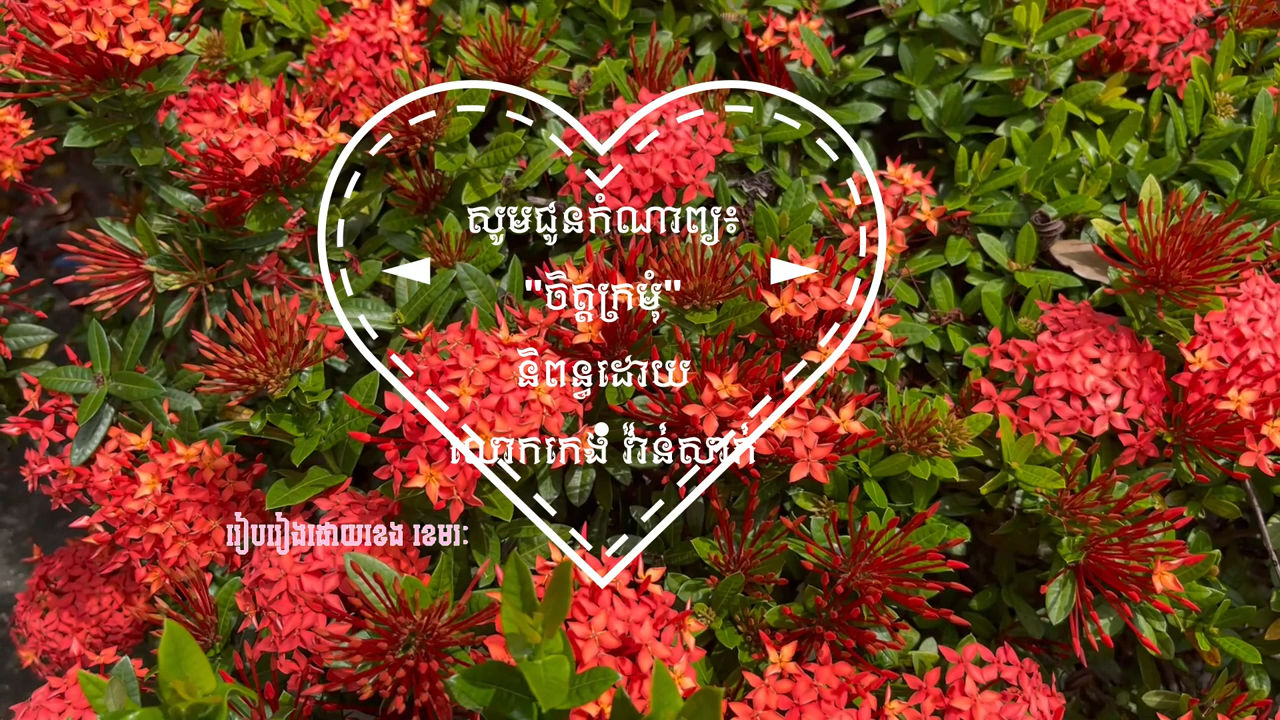 សូមជូនកំណាព្យ៖
"ចិត្តក្រមុំ"
និពន្ធដោយ
លោកកេង វ៉ាន់សាក់
រៀបរៀងដោយខេង ខេមរៈ